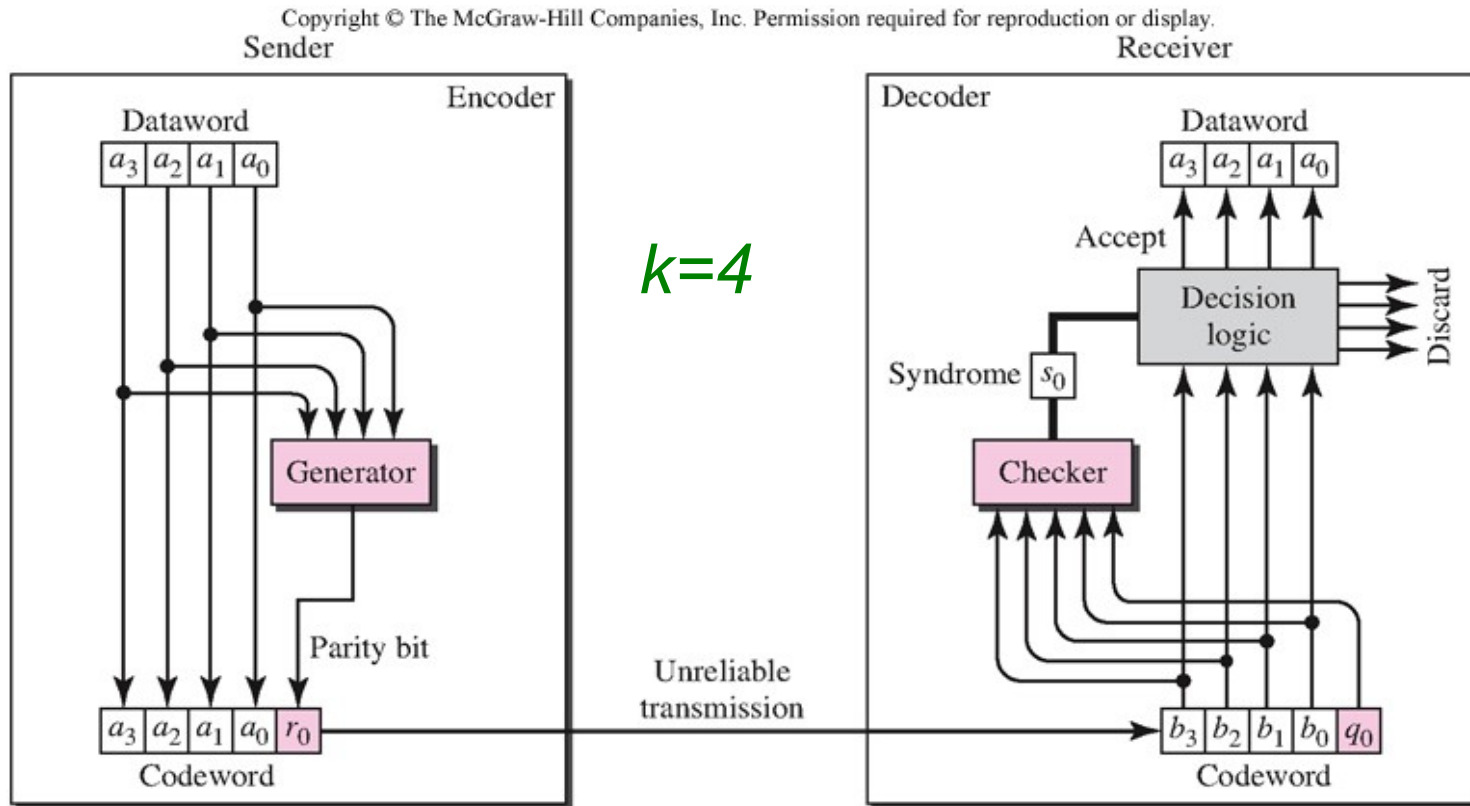 Copyright © The McGraw-Hill Companies, Inc. Permission required for reproduction or display.
Sender
Receiver
Encoder
Decoder
Dataword
a3 a2 a1 a0
Dataword
a3 a2 a1 a0
k=4
Accept
Decision
logic
Discard
Syndrome
s0
Generator
Checker
Parity bit
Unreliable
transmission
a3 a2 a1 a0 r0
Codeword
b3 b2 b1 b0 q0
Codeword